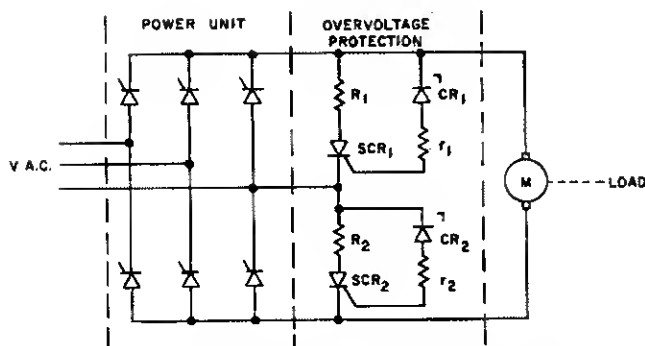 POWER UNIT
OVERVOLTAGE
PROTECTION
R1
CR1
SCR1
r1
V A.C.
M
LOAD
R2
CR2
SCR2
r2